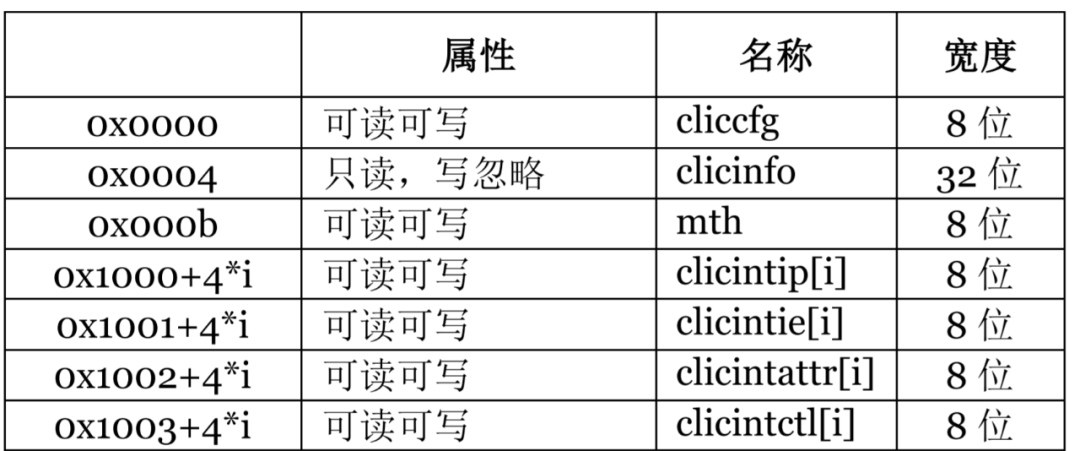 属性 名称 宽度
0x0000 可读可写 cliccfg 8 位
0x0004 只读，写忽略 clicinfo 32 位
0x000b 可读可写 mth 8 位
0x1000+4*i 可读可写 clicintip[i] 8 位
0x1001+4*i 可读可写 clicintie[i] 8 位
0x1002+4*i 可读可写 clicintattr[i] 8 位
0x1003+4*i 可读可写 clicintctl[i] 8 位